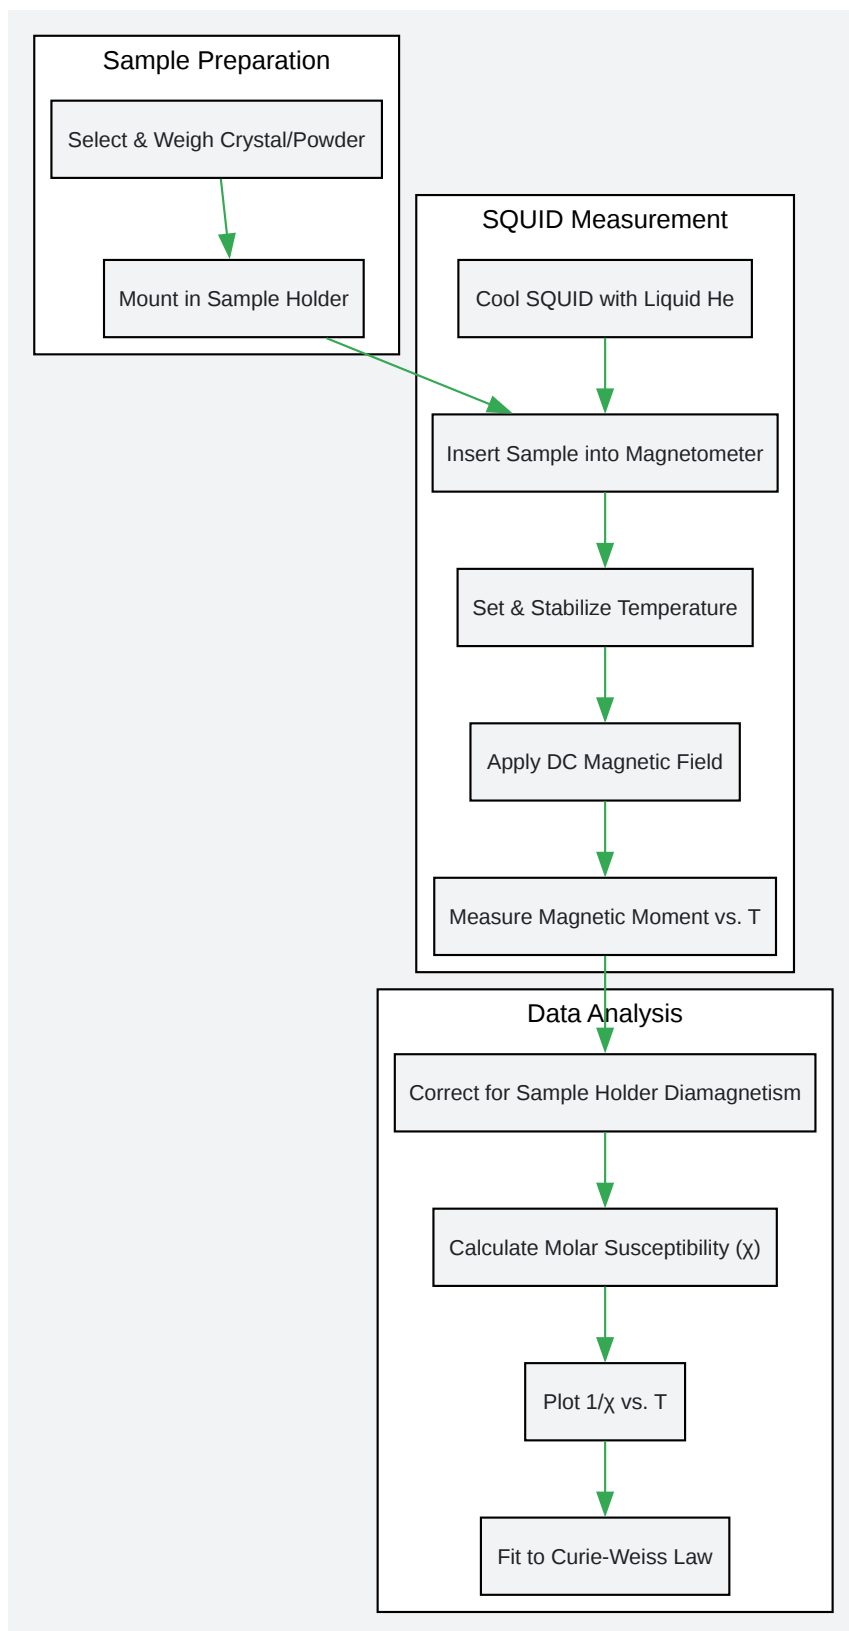 Sample Preparation
Select & Weigh Crystal/Powder
Mount in Sample Holder
SQUID Measurement
Cool SQUID with Liquid He
Insert Sample into Magnetometer
Set & Stabilize Temperature
Apply DC Magnetic Field
Measure Magnetic Moment vs. T
Data Analysis
Correct for Sample Holder Diamagnetism
Calculate Molar Susceptibility (χ)
Plot 1/χ vs. T
Fit to Curie-Weiss Law